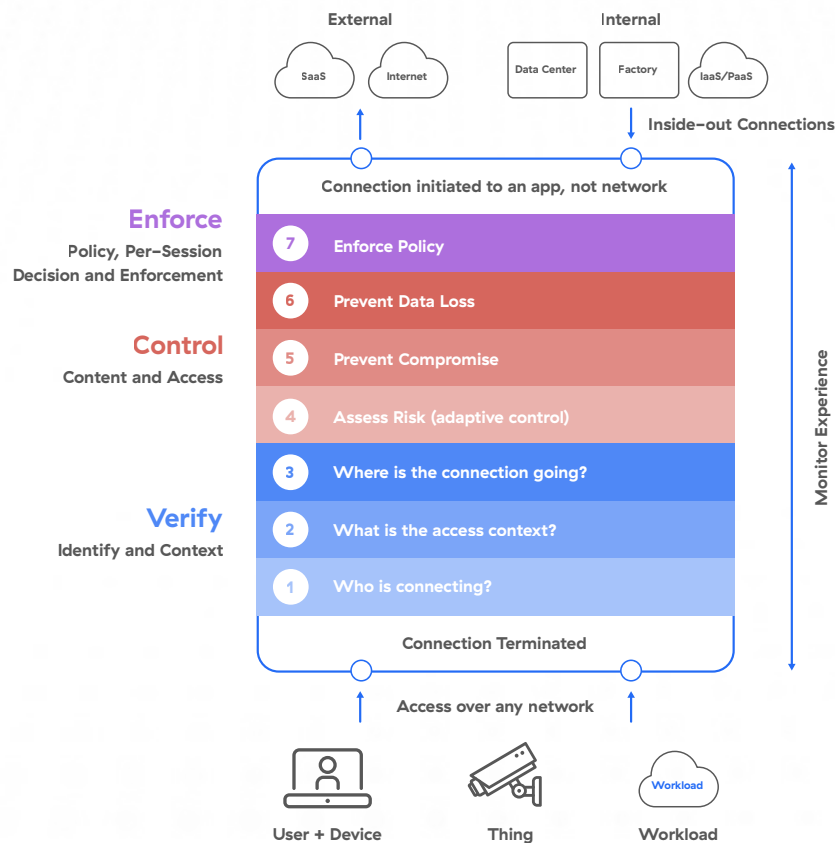 External
Internal
SaaS
Internet
Data Center
Factory
IaaS/PaaS
Inside-out Connections
Connection initiated to an app, not network
Enforce
Policy, Per-Session
Decision and Enforcement
7
Enforce Policy
6
Prevent Data Loss
Control
Content and Access
5
Prevent Compromise
4
Assess Risk (adaptive control)
Monitor Experience
3
Where is the connection going?
Verify
Identify and Context
2
What is the access context?
1
Who is connecting?
Connection Terminated
Access over any network
Workload
User + Device
Thing
Workload